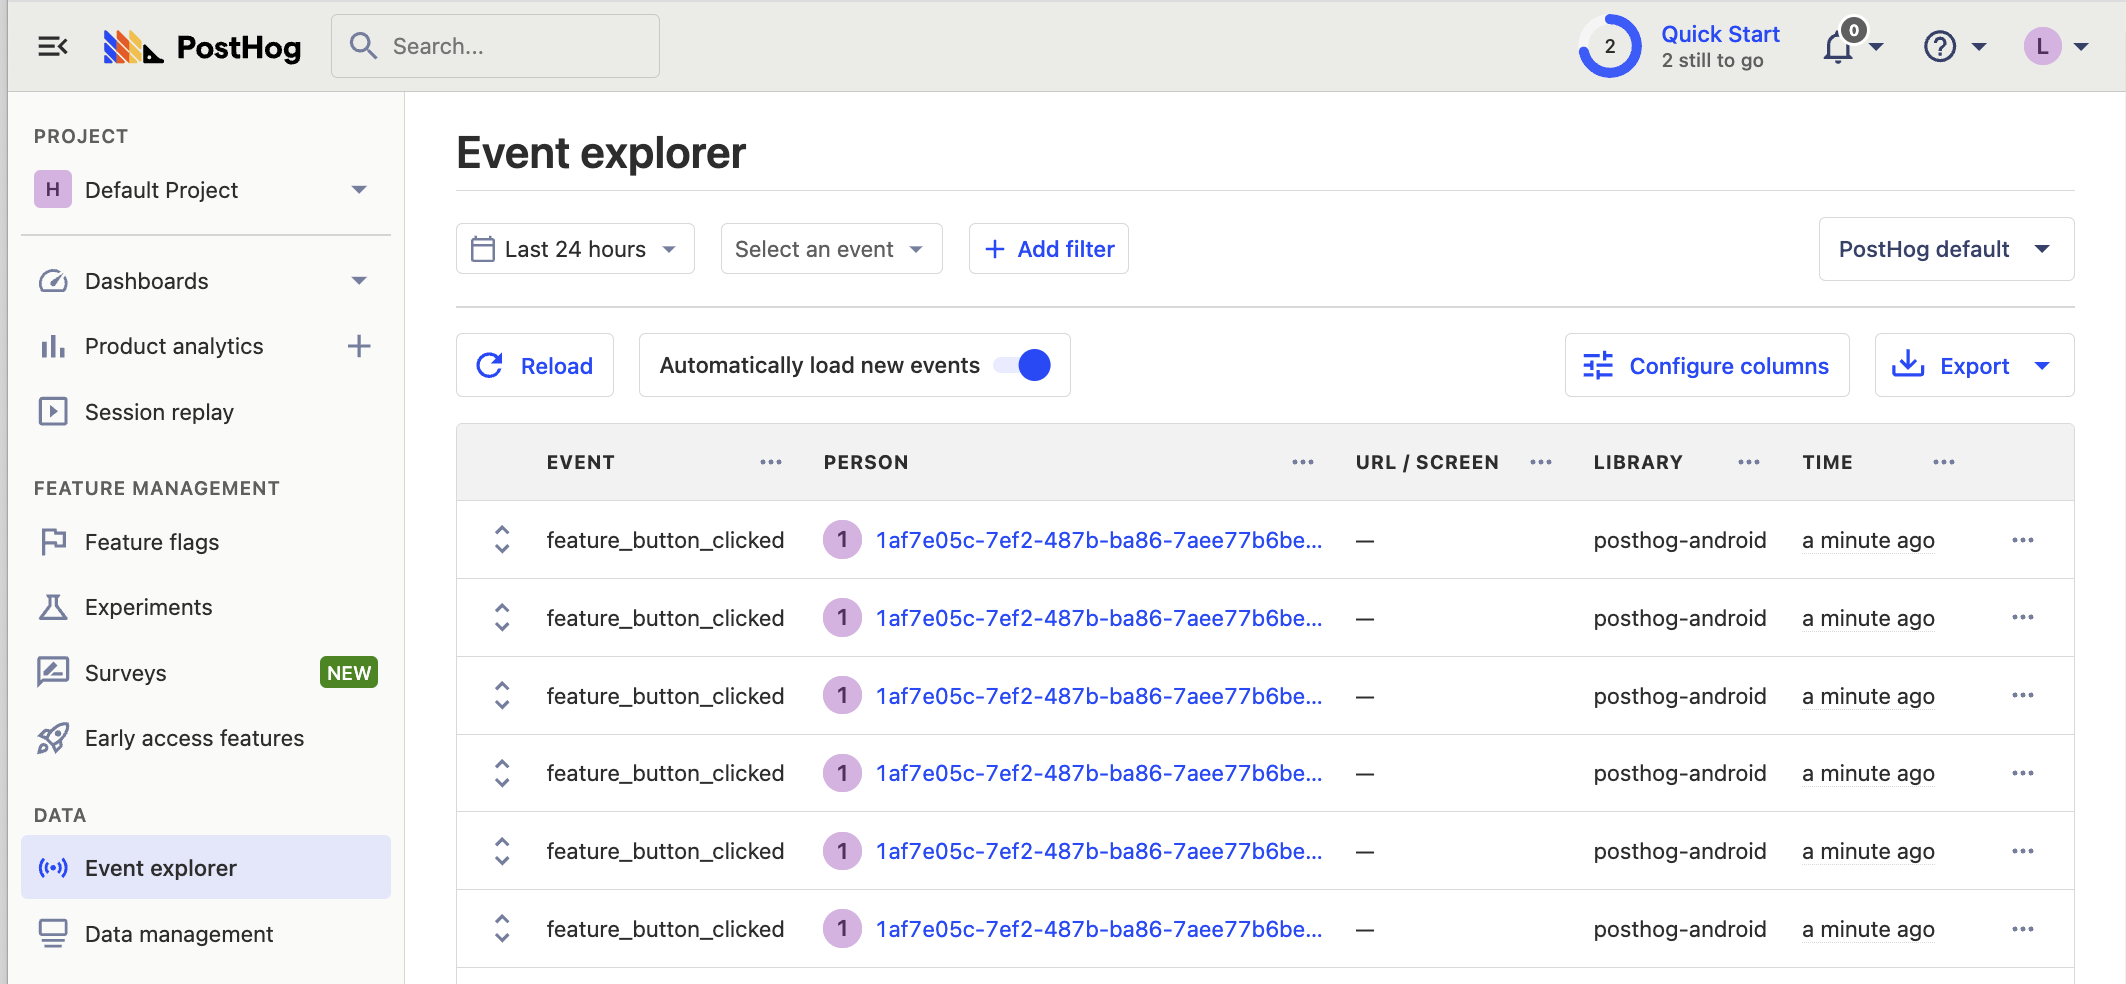 PostHog
Search...
2
Quick Start
2 still to go
0
L
PROJECT
H Default Project
Dashboards
Product analytics
Session replay
FEATURE MANAGEMENT
Feature flags
Experiments
Surveys NEW
Early access features
DATA
Event explorer
Data management
Event explorer
Last 24 hours Select an event Add filter PostHog default
Reload Automatically load new events Configure columns Export
EVENT PERSON URL / SCREEN LIBRARY TIME
feature_button_clicked 1 1af7e05c-7ef2-487b-ba86-7aee77b6be... — posthog-android a minute ago
feature_button_clicked 1 1af7e05c-7ef2-487b-ba86-7aee77b6be... — posthog-android a minute ago
feature_button_clicked 1 1af7e05c-7ef2-487b-ba86-7aee77b6be... — posthog-android a minute ago
feature_button_clicked 1 1af7e05c-7ef2-487b-ba86-7aee77b6be... — posthog-android a minute ago
feature_button_clicked 1 1af7e05c-7ef2-487b-ba86-7aee77b6be... — posthog-android a minute ago
feature_button_clicked 1 1af7e05c-7ef2-487b-ba86-7aee77b6be... — posthog-android a minute ago